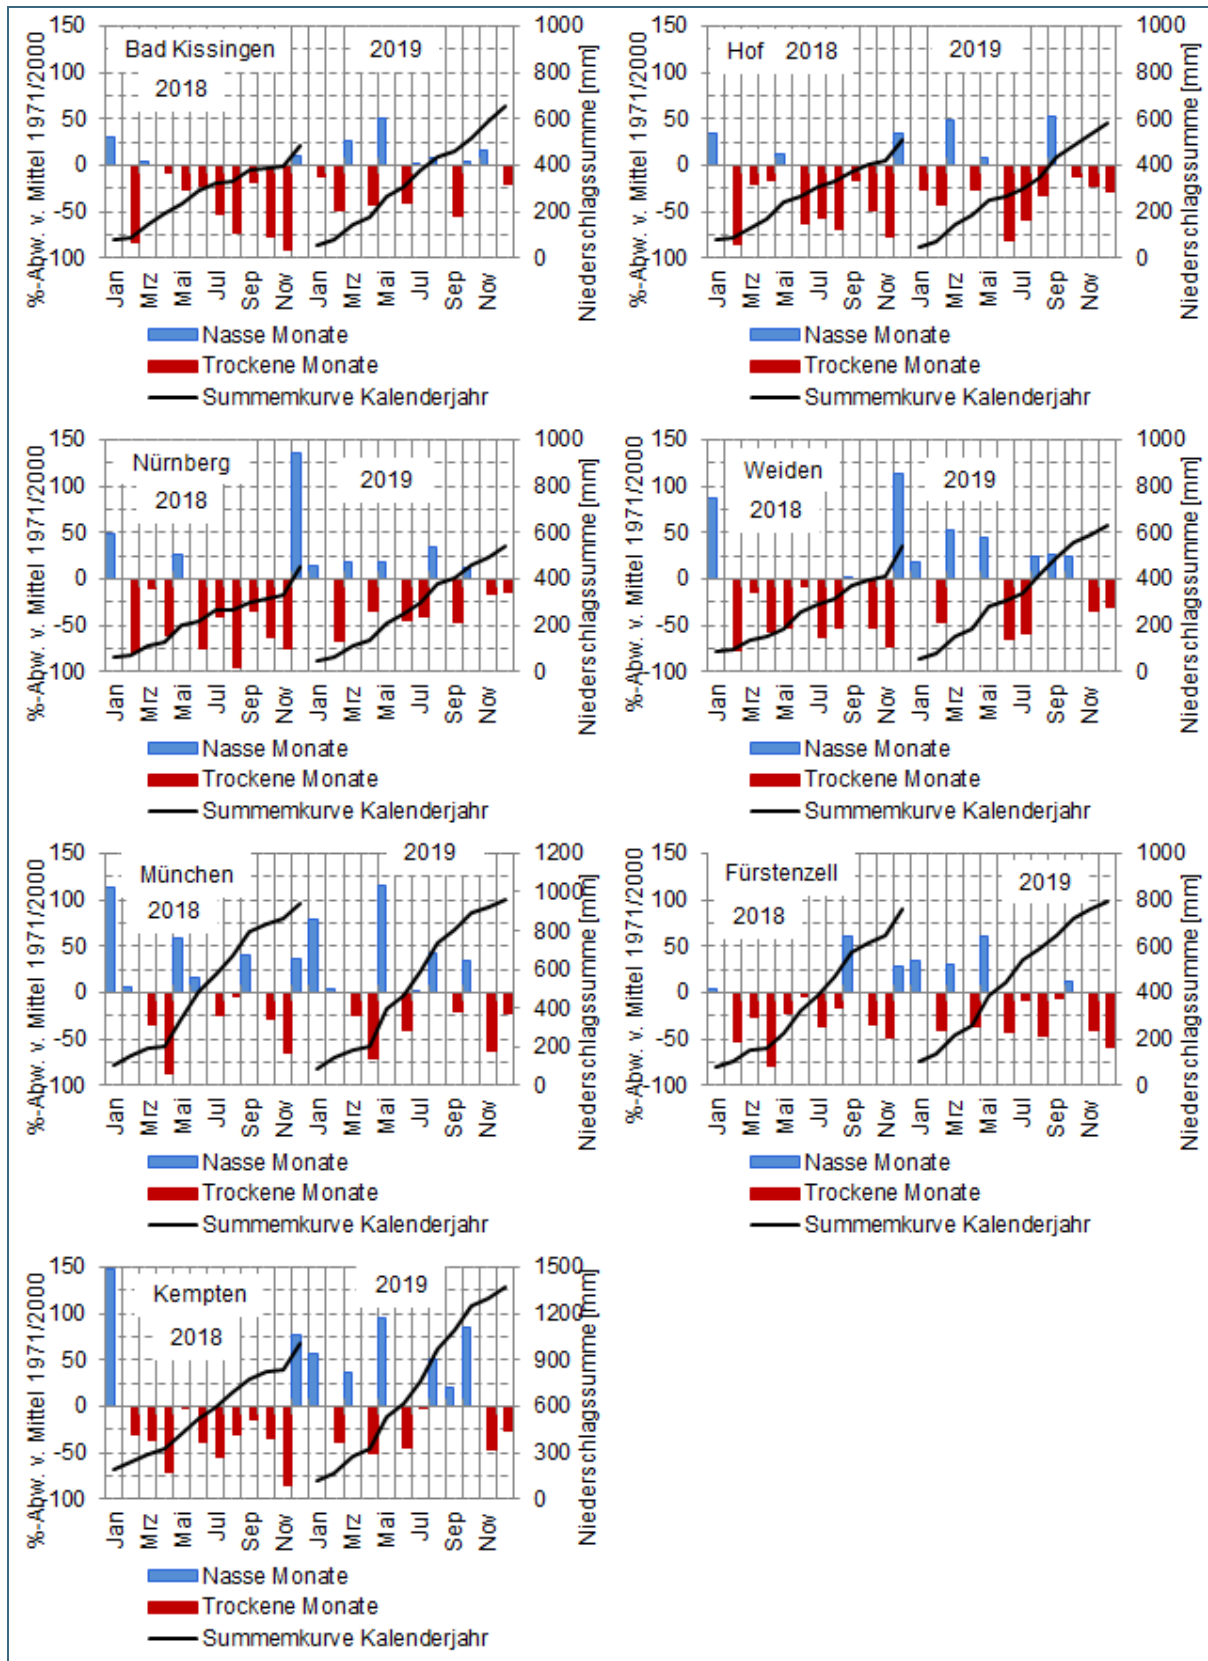 %-Abw. v. Mittel 1971/2000
150
100
50
0
-50
-100
Bad Kissingen
2018
2019
1000
800
600
400
200
0
Niederschlagssumme [mm]
Jan Mrz Mai Jul Sep Nov Jan Mrz Mai Jul Sep Nov
Nasse Monate
Trockene Monate
Summemkurve Kalenderjahr
%-Abw. v. Mittel 1971/2000
150
100
50
0
-50
-100
Hof 2018
2019
1000
800
600
400
200
0
Niederschlagssumme [mm]
Jan Mrz Mai Jul Sep Nov Jan Mrz Mai Jul Sep Nov
Nasse Monate
Trockene Monate
Summemkurve Kalenderjahr
%-Abw. v. Mittel 1971/2000
150
100
50
0
-50
-100
Nürnberg
2018
2019
1000
800
600
400
200
0
Niederschlagssumme [mm]
Jan Mrz Mai Jul Sep Nov Jan Mrz Mai Jul Sep Nov
Nasse Monate
Trockene Monate
Summemkurve Kalenderjahr
%-Abw. v. Mittel 1971/2000
150
100
50
0
-50
-100
Weiden
2018
2019
1000
800
600
400
200
0
Niederschlagssumme [mm]
Jan Mrz Mai Jul Sep Nov Jan Mrz Mai Jul Sep Nov
Nasse Monate
Trockene Monate
Summemkurve Kalenderjahr
%-Abw. v. Mittel 1971/2000
150
100
50
0
-50
-100
München
2018
2019
1200
1000
800
600
400
200
0
Niederschlagssumme [mm]
Jan Mrz Mai Jul Sep Nov Jan Mrz Mai Jul Sep Nov
Nasse Monate
Trockene Monate
Summemkurve Kalenderjahr
%-Abw. v. Mittel 1971/2000
150
100
50
0
-50
-100
Fürstenzell
2018
2019
1000
800
600
400
200
0
Niederschlagssumme [mm]
Jan Mrz Mai Jul Sep Nov Jan Mrz Mai Jul Sep Nov
Nasse Monate
Trockene Monate
Summemkurve Kalenderjahr
%-Abw. v. Mittel 1971/2000
150
100
50
0
-50
-100
Kempten
2018
2019
1500
1200
900
600
300
0
Niederschlagssumme [mm]
Jan Mrz Mai Jul Sep Nov Jan Mrz Mai Jul Sep Nov
Nasse Monate
Trockene Monate
Summemkurve Kalenderjahr